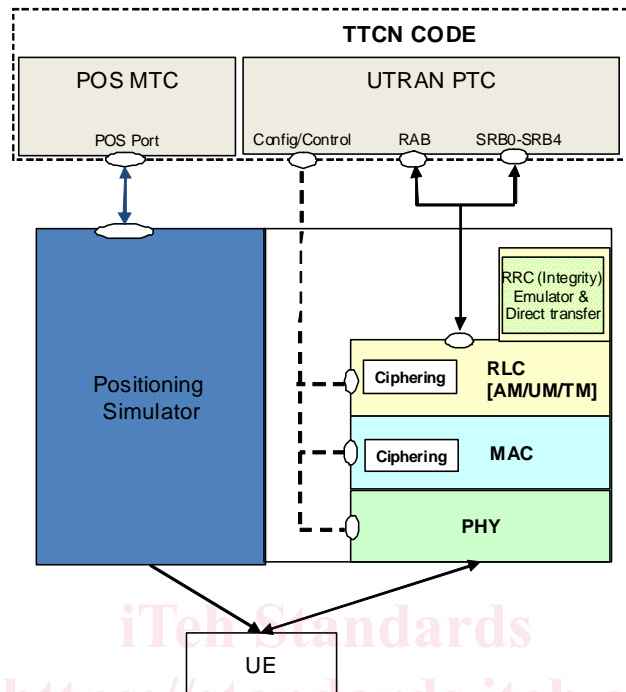 TTCN CODE
POS MTC
UTRAN PTC
POS Port
Config/Control
RAB
SRB0-SRB4
RRC (Integrity)
Emulator &
Direct transfer
Ciphering
RLC
[AM/UM/TM]
Positioning
Simulator
Ciphering
MAC
PHY
iTeh Standards
UE